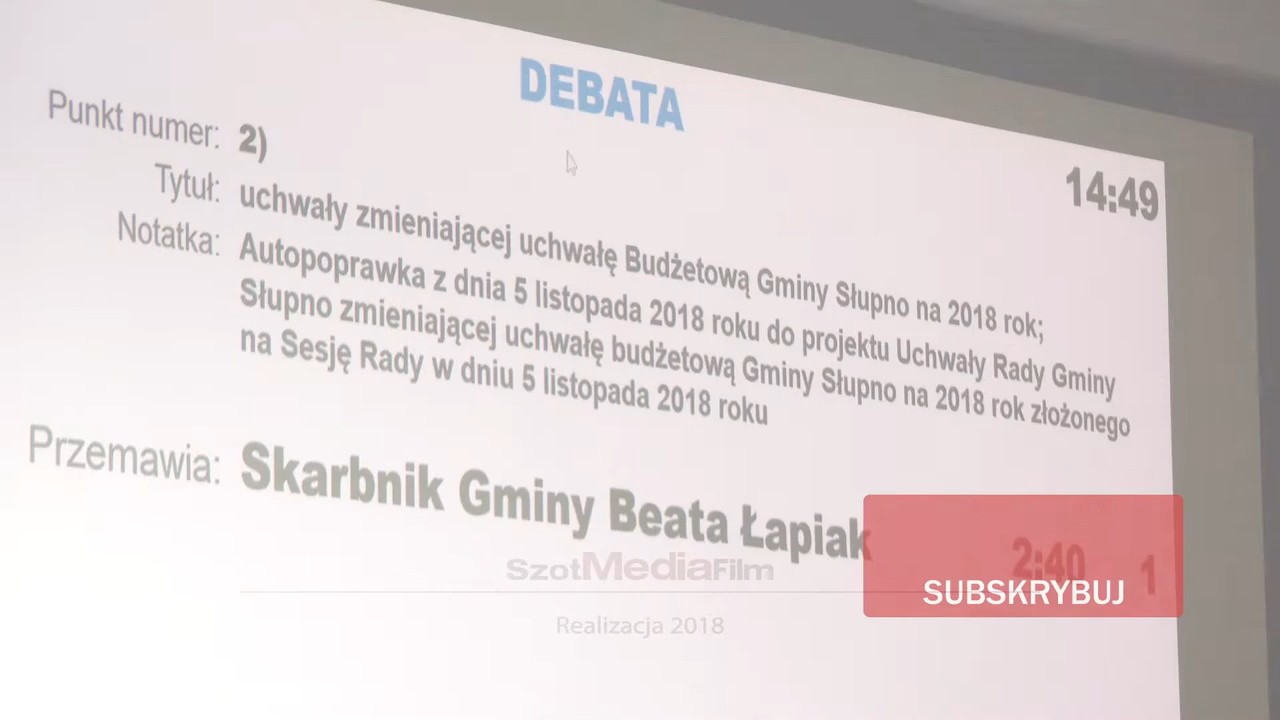 DEBATA
14:49
Punkt numer: 2)
Tytuł: uchwały zmieniającej uchwałę Budżetową Gminy Słupno na 2018 rok;
Notatka: Autopoprawka z dnia 5 listopada 2018 roku do projektu Uchwały Rady Gminy
Słupno zmieniającej uchwałę budżetową Gminy Słupno na 2018 rok złożonego
na Sesję Rady w dniu 5 listopada 2018 roku
Przemawia: Skarbnik Gminy Beata Łapiak 2:40 1
SzotMediaFilm
SUBSKRYBUJ
Realizacja 2018